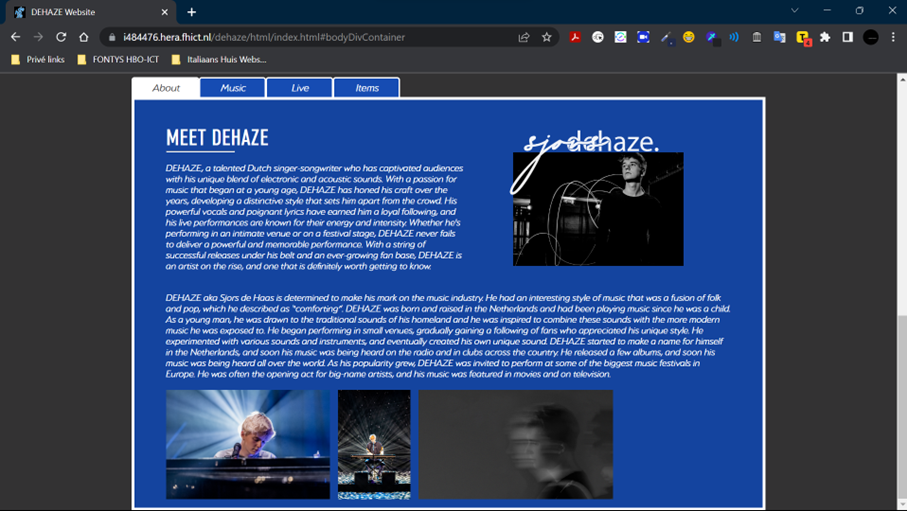 DEHAZE Website
i484476.hera.fhict.nl/dehaze/html/index.html#bodyDivContainer
Privé links
FONTYS HBO-ICT
Italiaans Huis Webs...
About
Music
Live
Items
MEET DEHAZE
sjors
dehaze.
DEHAZE, a talented Dutch singer-songwriter who has captivated audiences
with his unique blend of electronic and acoustic sounds. With a passion for
music that began at a young age, DEHAZE has honed his craft over the
years, developing a distinctive style that sets him apart from the crowd. His
powerful vocals and poignant lyrics have earned him a loyal following, and
his live performances are known for their energy and intensity. Whether he's
performing in an intimate venue or on a festival stage, DEHAZE never fails
to deliver a powerful and memorable performance. With a string of
successful releases under his belt and an ever-growing fan base, DEHAZE is
an artist on the rise, and one that is definitely worth getting to know.
DEHAZE aka Sjors de Haas is determined to make his mark on the music industry. He had an interesting style of music that was a fusion of folk
and pop, which he described as "comforting". DEHAZE was born and raised in the Netherlands and had been playing music since he was a child.
As a young man, he was drawn to the traditional sounds of his homeland and he was inspired to combine these sounds with the more modern
music he was exposed to. He began performing in small venues, gradually gaining a following of fans who appreciated his unique style. He
experimented with various sounds and instruments, and eventually created his own unique sound. DEHAZE started to make a name for himself
in the Netherlands, and soon his music was being heard on the radio and in clubs across the country. He released a few albums, and soon his
music was being heard all over the world. As his popularity grew, DEHAZE was invited to perform at some of the biggest music festivals in
Europe. He was often the opening act for big-name artists, and his music was featured in movies and on television.